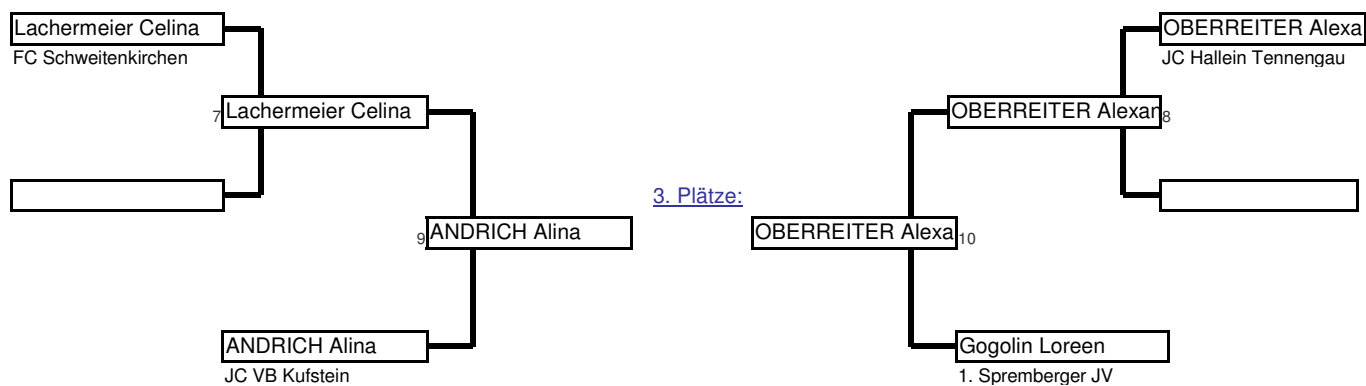 Lachermeier Celina
FC Schweitenkirchen
OBERREITER Alexa
JC Hallein Tennengau
7 Lachermeier Celina
OBERREITER Alexan 8
3. Plätze:
9 ANDRICH Alina
OBERREITER Alexa 10
ANDRICH Alina
JC VB Kufstein
Gogolin Loreen
1. Spremberger JV